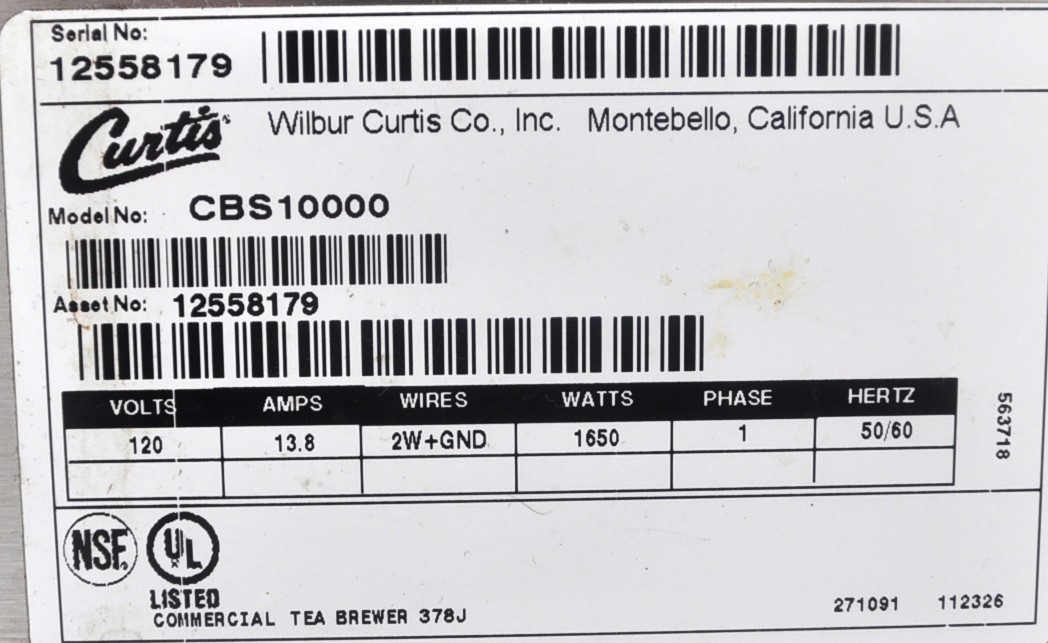 Serial No:
12558179
Curtis
Wilbur Curtis Co., Inc. Montebello, California U.S.A
Model No: CBS10000
Asset No: 12558179
VOLTS AMPS WIRES WATTS PHASE HERTZ
120 13.8 2W+GND 1650 1 50/60
563718
NSF. UL
LISTED
COMMERCIAL TEA BREWER 378J
271091 112326